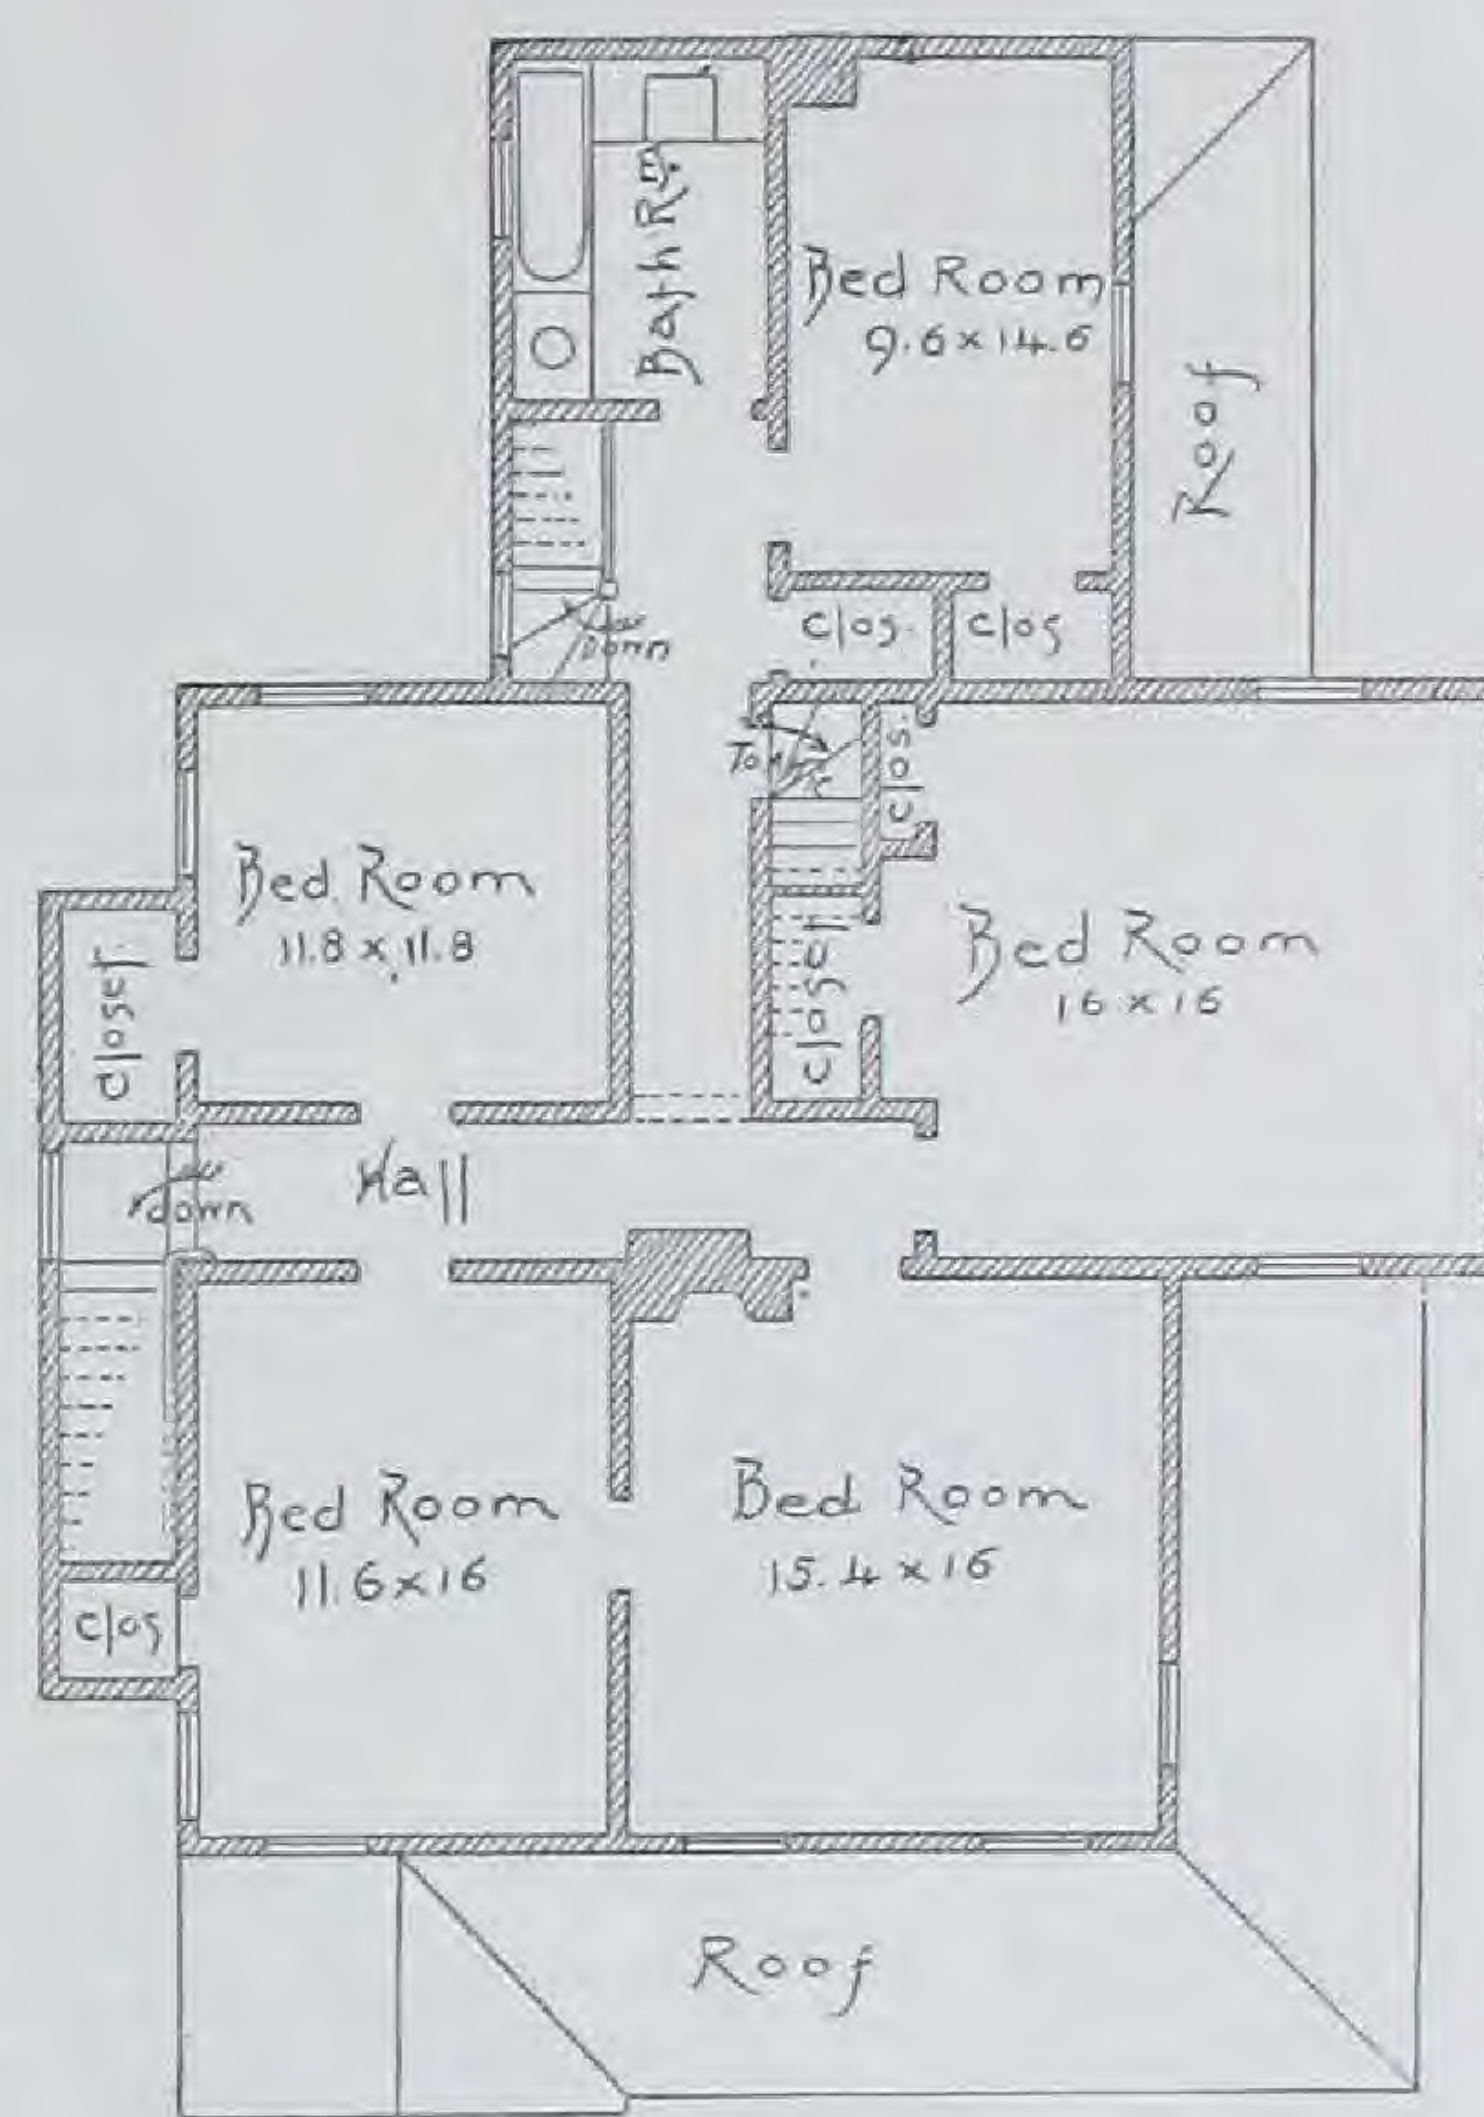 Bath Rm
Bed Room
9.6 x 14.6
Roof
Down
Clos.
Clos
Clos.
Bed Room
11.8 x 11.8
Closet
Closet
Bed Room
16 x 16
down
Hall
Bed Room
11.6 x 16
Bed Room
15.4 x 16
Clos
Roof